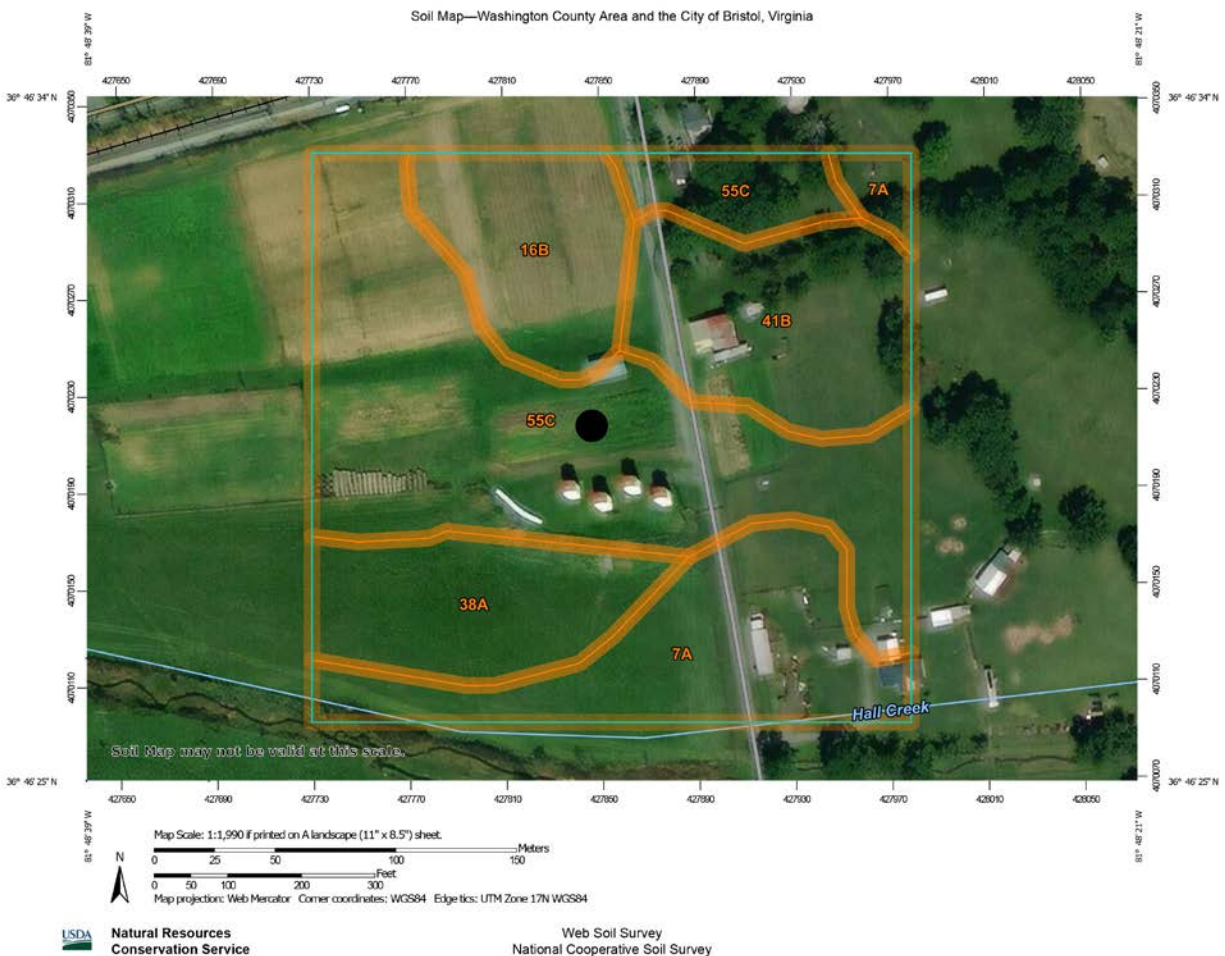 Soil Map—Washington County Area and the City of Bristol, Virginia
81° 48' 39" W
81° 48' 21" W
427650 427690 427730 427770 427810 427850 427890 427930 427970 428010 428050
36° 46' 34" N
36° 46' 34" N
4070350
4070350
55C
7A
4070310
4070310
16B
4070270
4070270
41B
4070230
4070230
55C
4070190
4070190
4070150
4070150
38A
7A
4070110
4070110
Hall Creek
Soil Map may not be valid at this scale.
4070070
36° 46' 25" N
36° 46' 25" N
427650 427690 427730 427770 427810 427850 427890 427930 427970 428010 428050
81° 48' 39" W
81° 48' 21" W
Map Scale: 1:1,990 if printed on A landscape (11" x 8.5") sheet.
N
Meters
0 25 50 100 150
Feet
0 50 100 200 300
Map projection: Web Mercator Corner coordinates: WGS84 Edge tics: UTM Zone 17N WGS84
USDA
Natural Resources
Conservation Service
Web Soil Survey
National Cooperative Soil Survey